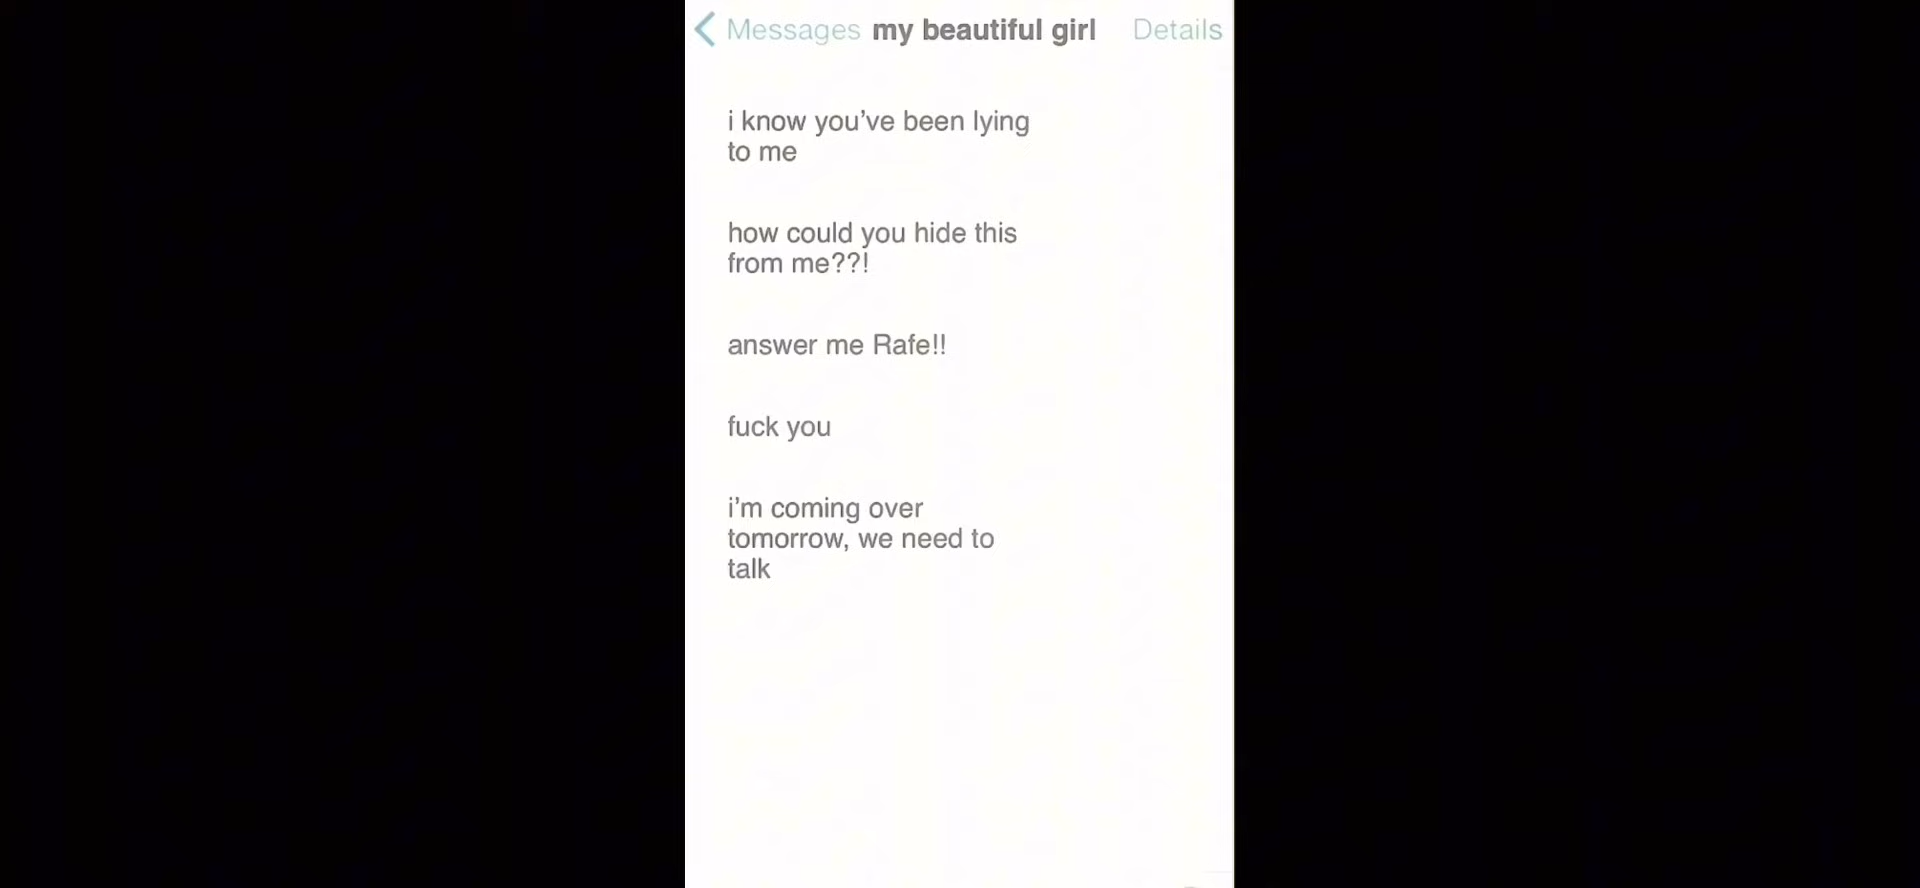 Messages my beautiful girl Details
i know you’ve been lying
to me
how could you hide this
from me??!
answer me Rafe!!
fuck you
i’m coming over
tomorrow, we need to
talk